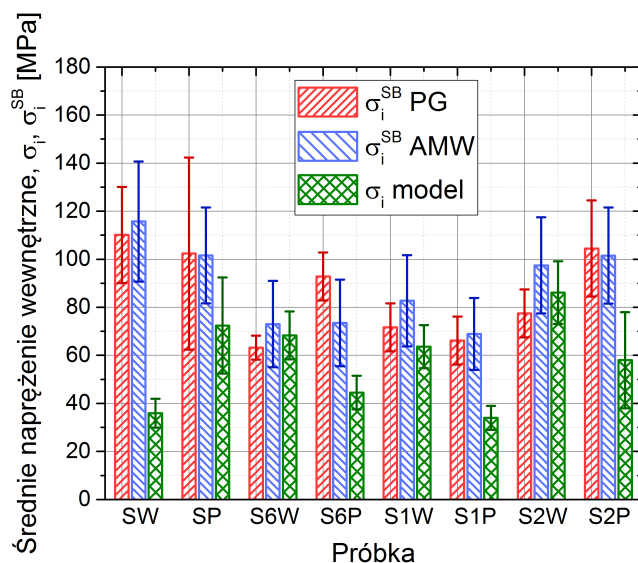 Średnie naprężenie wewnętrzne, σᵢ, σᵢˢᴮ [MPa]
180
160
140
120
100
80
60
40
20
0
σᵢˢᴮ PG
σᵢˢᴮ AMW
σᵢ model
SW SP S6W S6P S1W S1P S2W S2P
Próbka